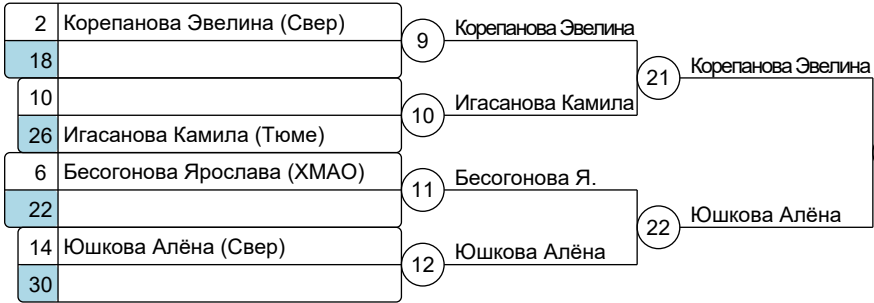 2 Корепанова Эвелина (Свер)
18
9 Корепанова Эвелина
10
26 Игасанова Камила (Тюме)
10 Игасанова Камила
21 Корепанова Эвелина
6 Бесогонова Ярослава (ХМАО)
22
11 Бесогонова Я.
14 Юшкова Алёна (Свер)
30
12 Юшкова Алёна
22 Юшкова Алёна